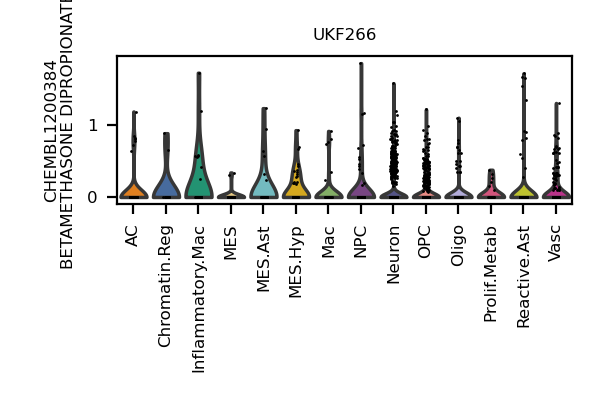 UKF266
CHEMBL1200384
BETAMETHASONE DIPROPIONAT
1
0
AC
Chromatin.Reg
Inflammatory.Mac
MES
MES.Ast
MES.Hyp
Mac
NPC
Neuron
OPC
Oligo
Prolif.Metab
Reactive.Ast
Vasc